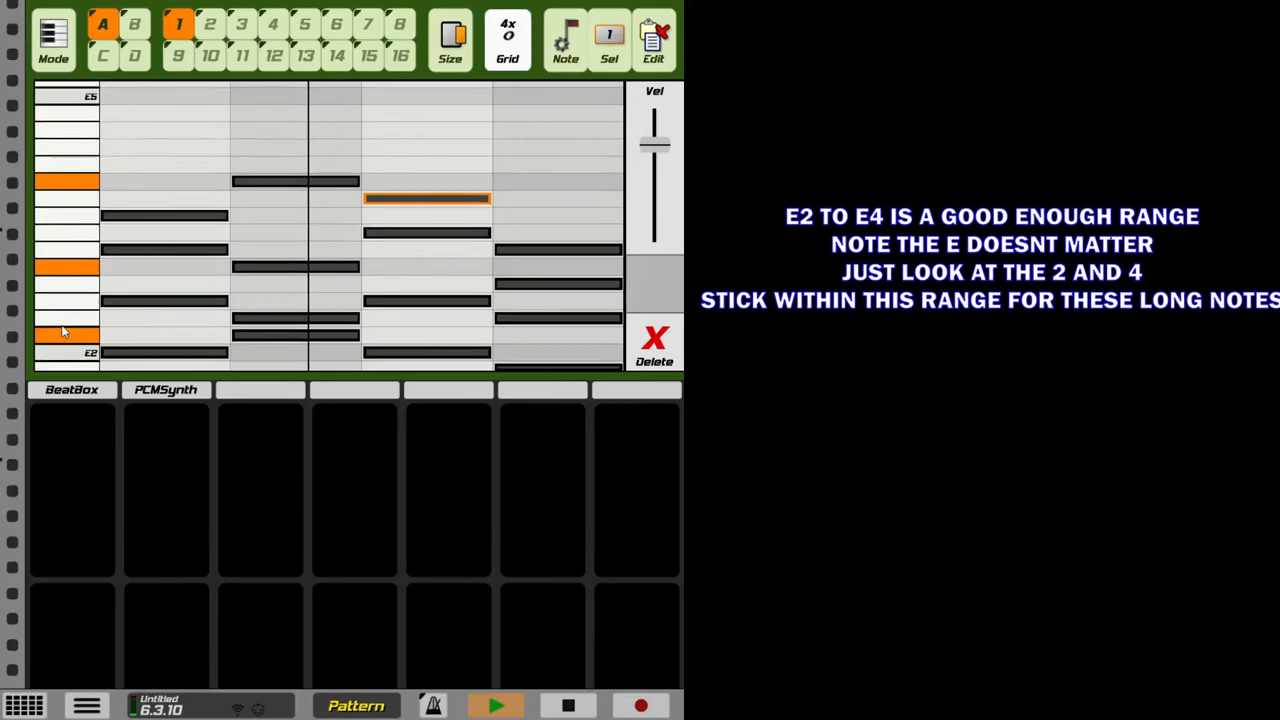 A B
1 2 3 4 5 6 7 8
4x
1
Mode
C D
9 10 11 12 13 14 15 16
Size
Grid
Note
Sel
Edit
E5
Vel
E2 TO E4 IS A GOOD ENOUGH RANGE
NOTE THE E DOESNT MATTER
JUST LOOK AT THE 2 AND 4
STICK WITHIN THIS RANGE FOR THESE LONG NOTES
E2
X
Delete
BeatBox
PCMSynth
Untitled
6.3.10
Pattern